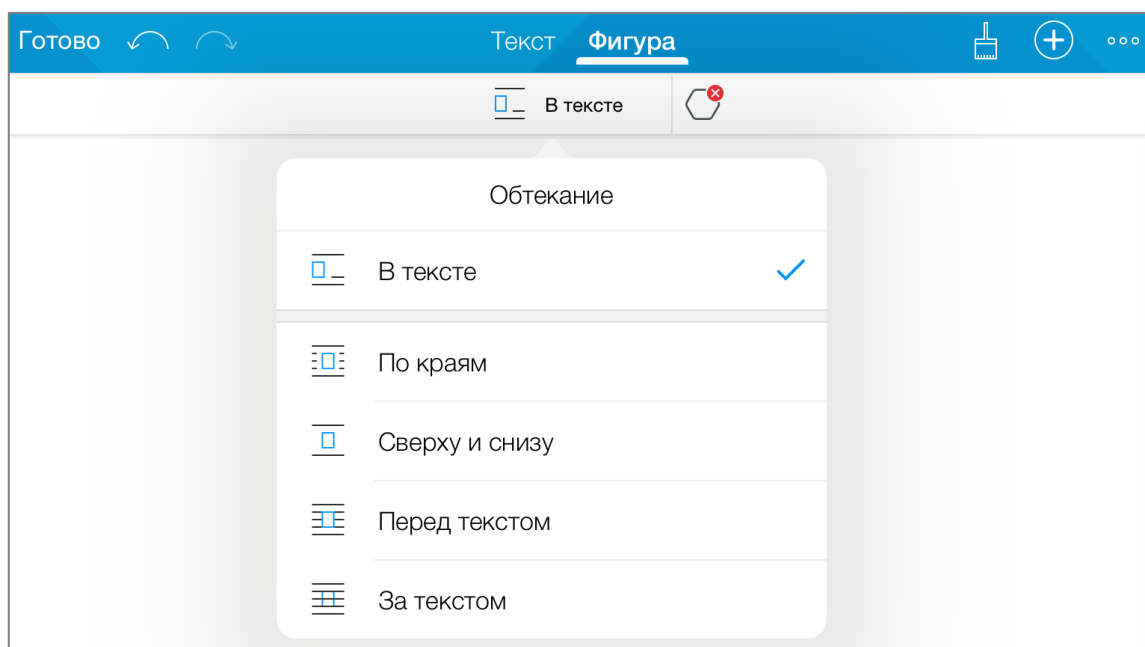 Готово Текст Фигура
В тексте
Обтекание
В тексте
По краям
Сверху и снизу
Перед текстом
За текстом